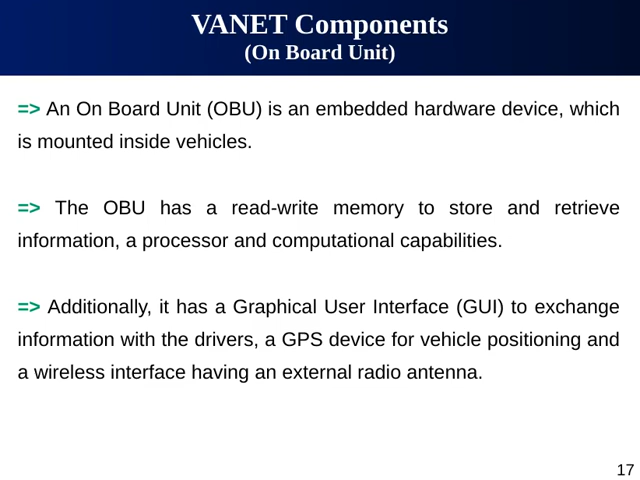 VANET Components
(On Board Unit)
=> An On Board Unit (OBU) is an embedded hardware device, which
is mounted inside vehicles.
=> The OBU has a read-write memory to store and retrieve
information, a processor and computational capabilities.
=> Additionally, it has a Graphical User Interface (GUI) to exchange
information with the drivers, a GPS device for vehicle positioning and
a wireless interface having an external radio antenna.
17